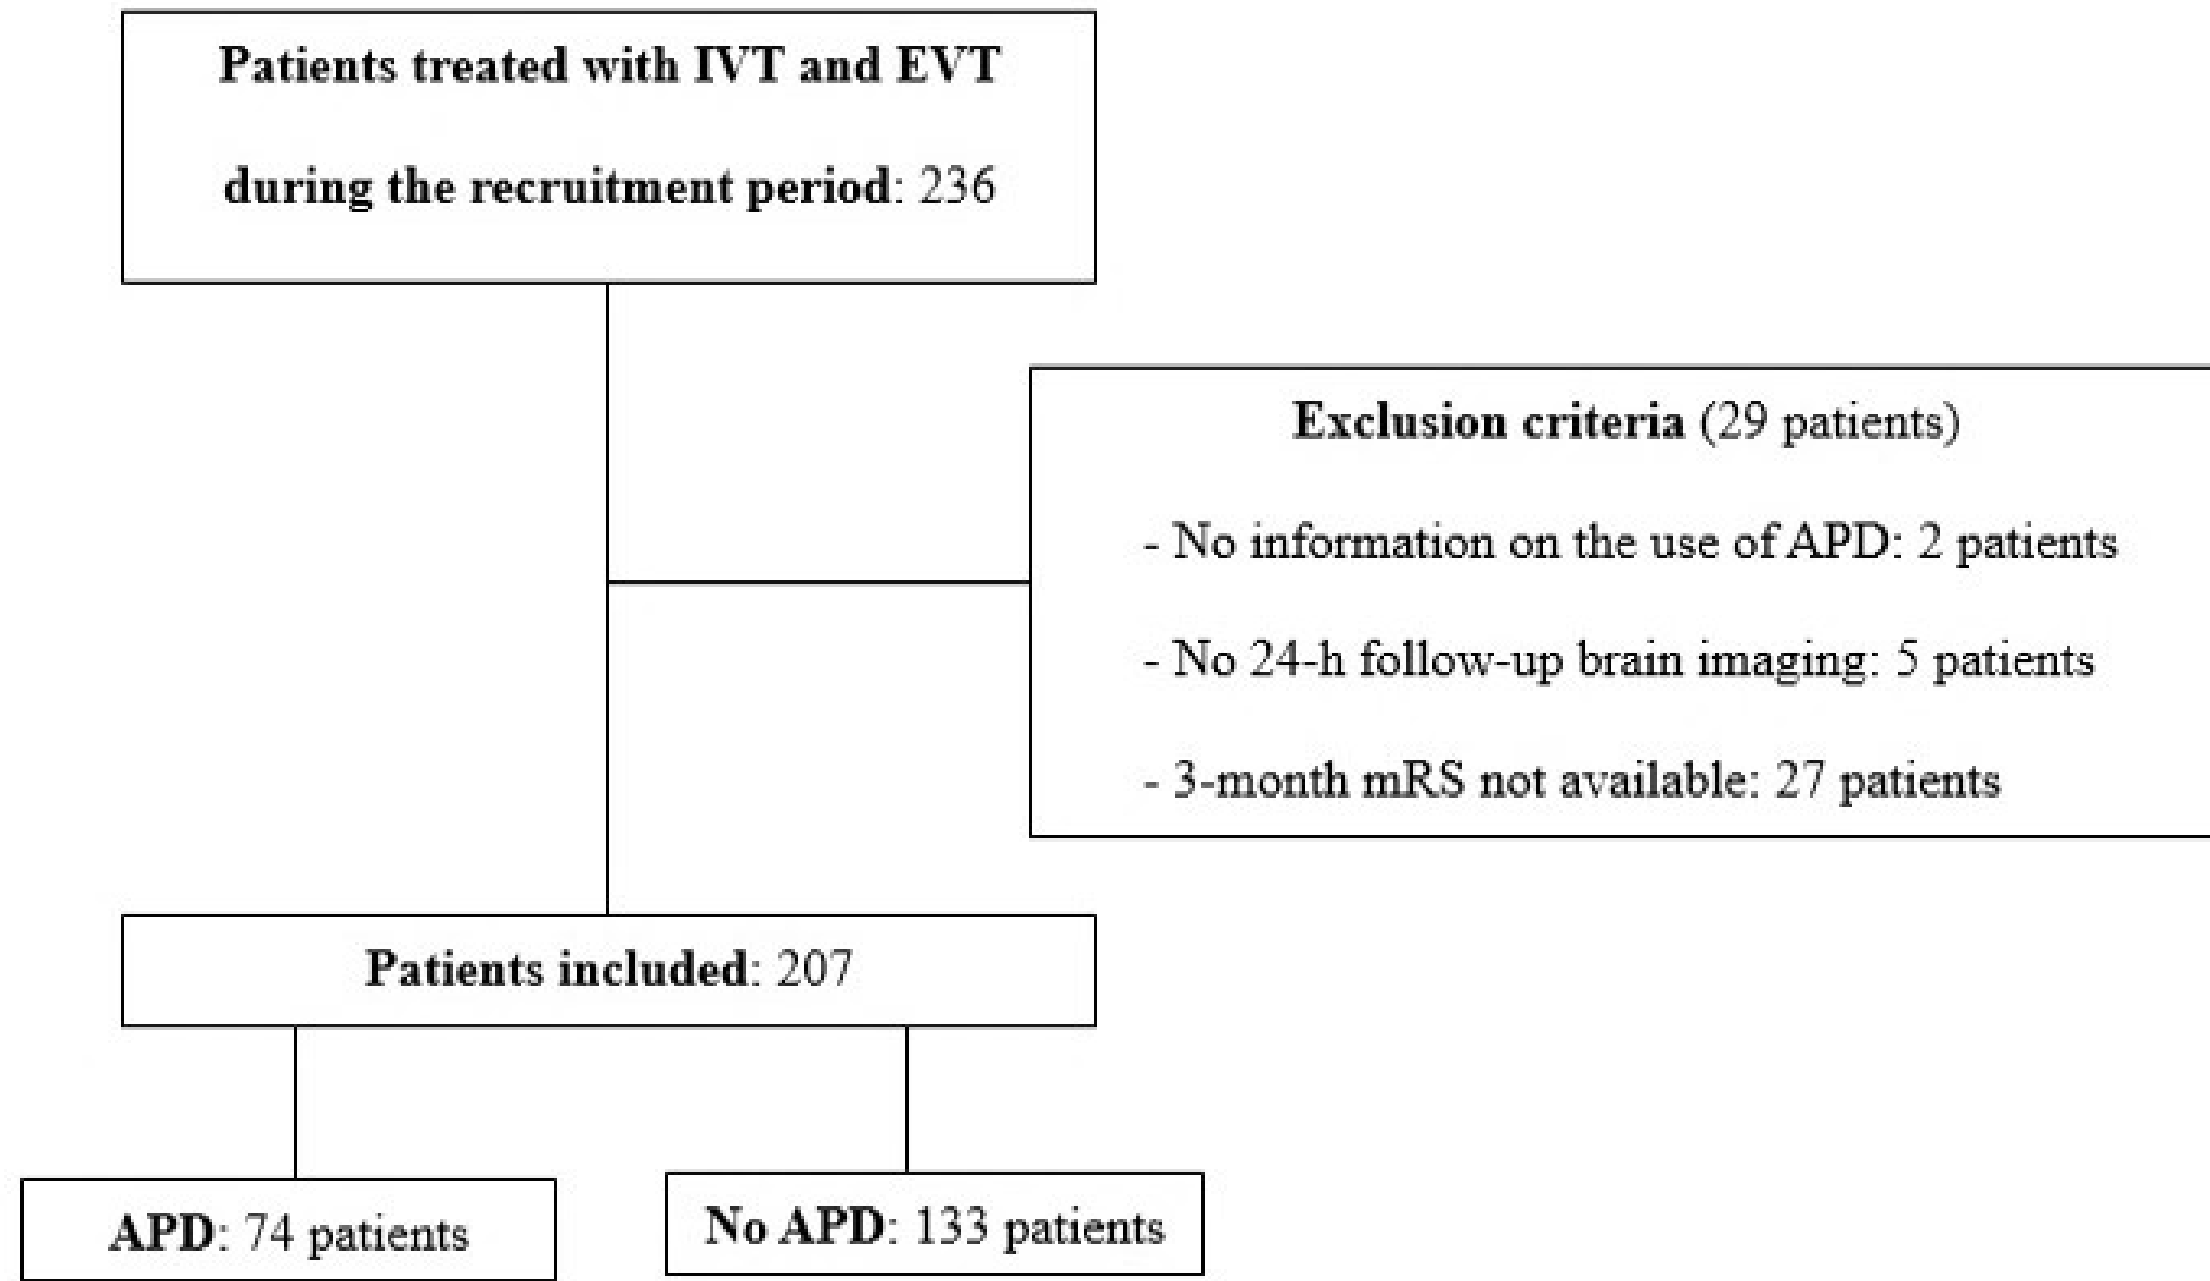 Patients treated with IVT and EVT
during the recruitment period: 236
Exclusion criteria (29 patients)
- No information on the use of APD: 2 patients
- No 24-h follow-up brain imaging: 5 patients
- 3-month mRS not available: 27 patients
Patients included: 207
APD: 74 patients
No APD: 133 patients